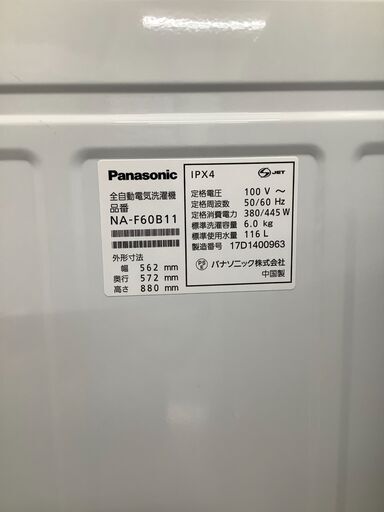 Panasonic
全自動電気洗濯機
品番
NA-F60B11
外形寸法
幅 562 mm
奥行 572 mm
高さ 880 mm
IPX4
S JET
定格電圧 100 V ～
定格周波数 50/60 Hz
定格消費電力 380/445 W
標準洗濯容量 6.0 kg
標準使用水量 116 L
製造番号 17D1400963
PS E パナソニック株式会社
中国製